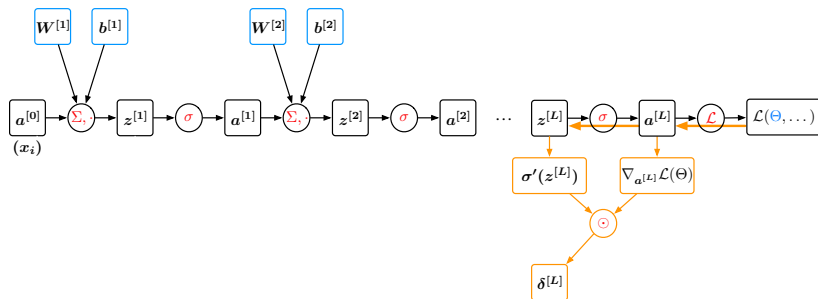 W^{[1]} b^{[1]} W^{[2]} b^{[2]}
a^{[0]} Σ,· z^{[1]} σ a^{[1]} Σ,· z^{[2]} σ a^{[2]} ... z^{[L]} σ a^{[L]} ℒ ℒ(Θ,...)
(x_i)
σ′(z^{[L]}) ∇_{a^{[L]}}ℒ(Θ)
⊙
δ^{[L]}